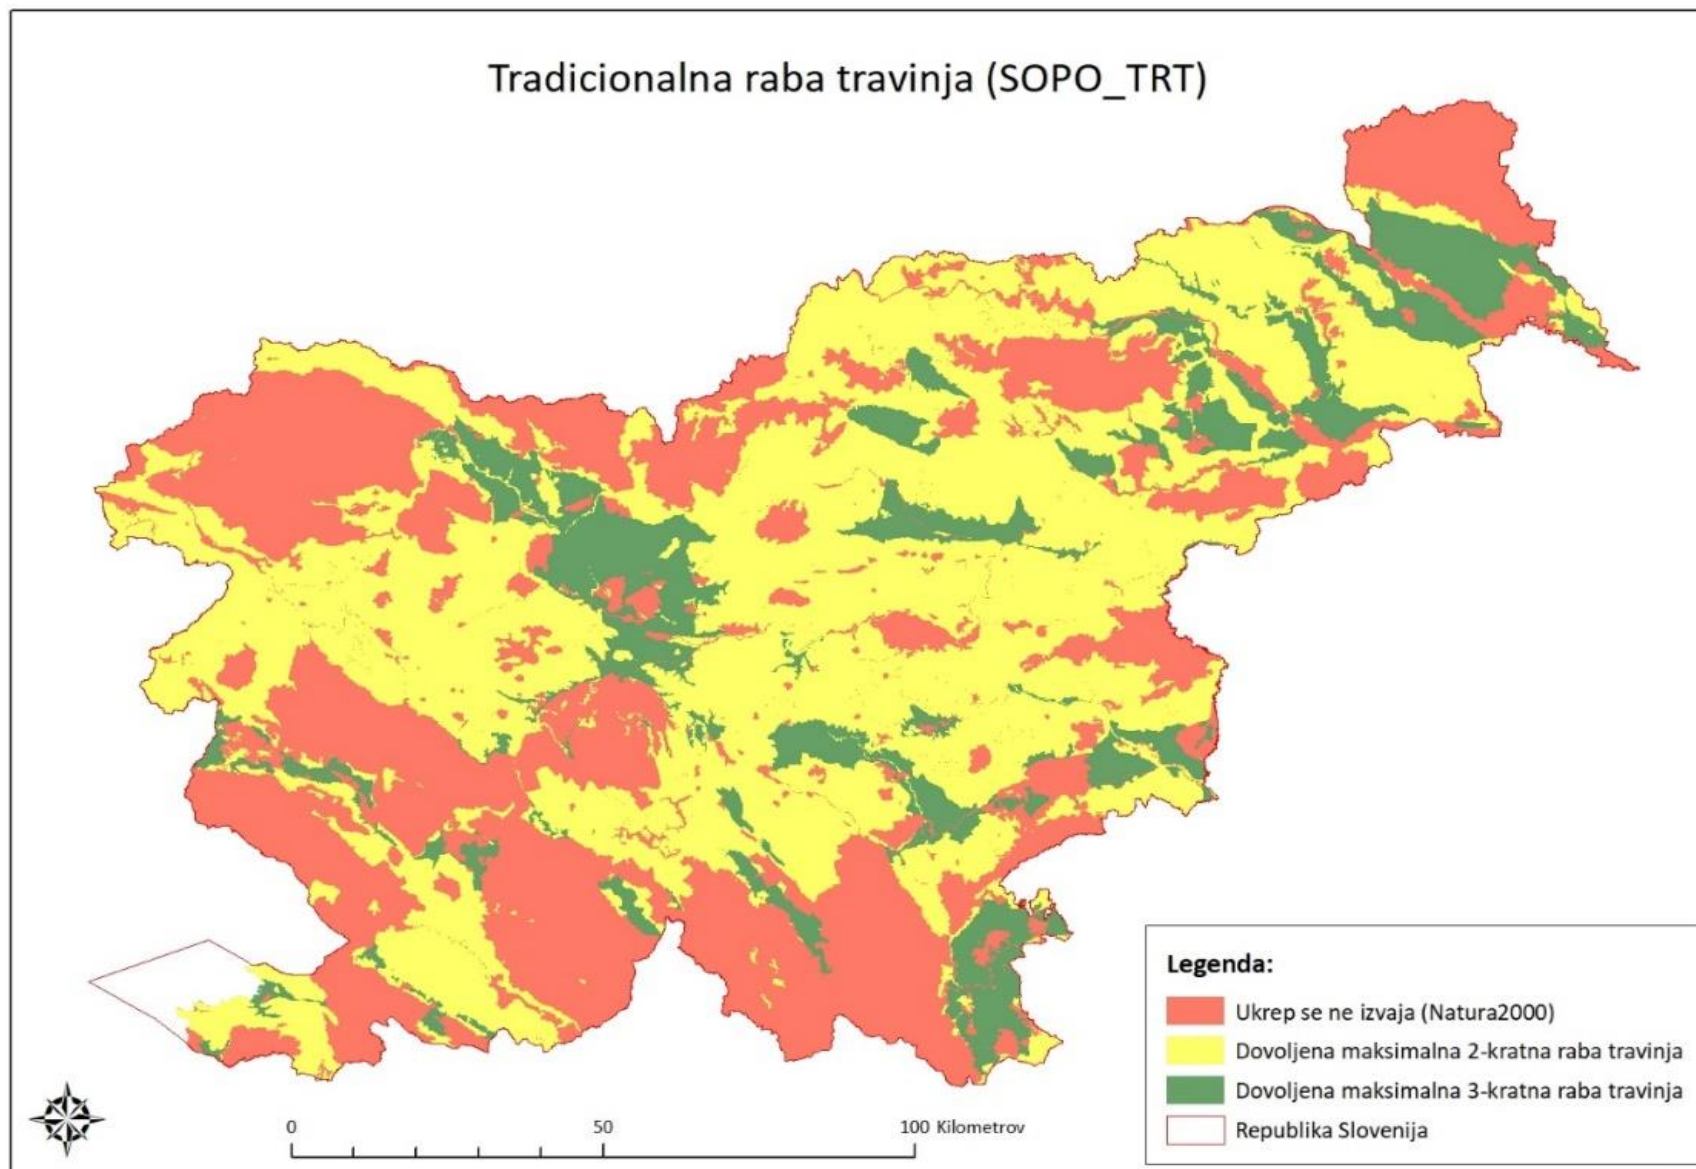 Tradicionalna raba travinja (SOPO_TRT)
Legenda:
Ukrep se ne izvaja (Natura2000)
Dovoljena maksimalna 2-kratna raba travinja
Dovoljena maksimalna 3-kratna raba travinja
Republika Slovenija
0 50 100 Kilometrov